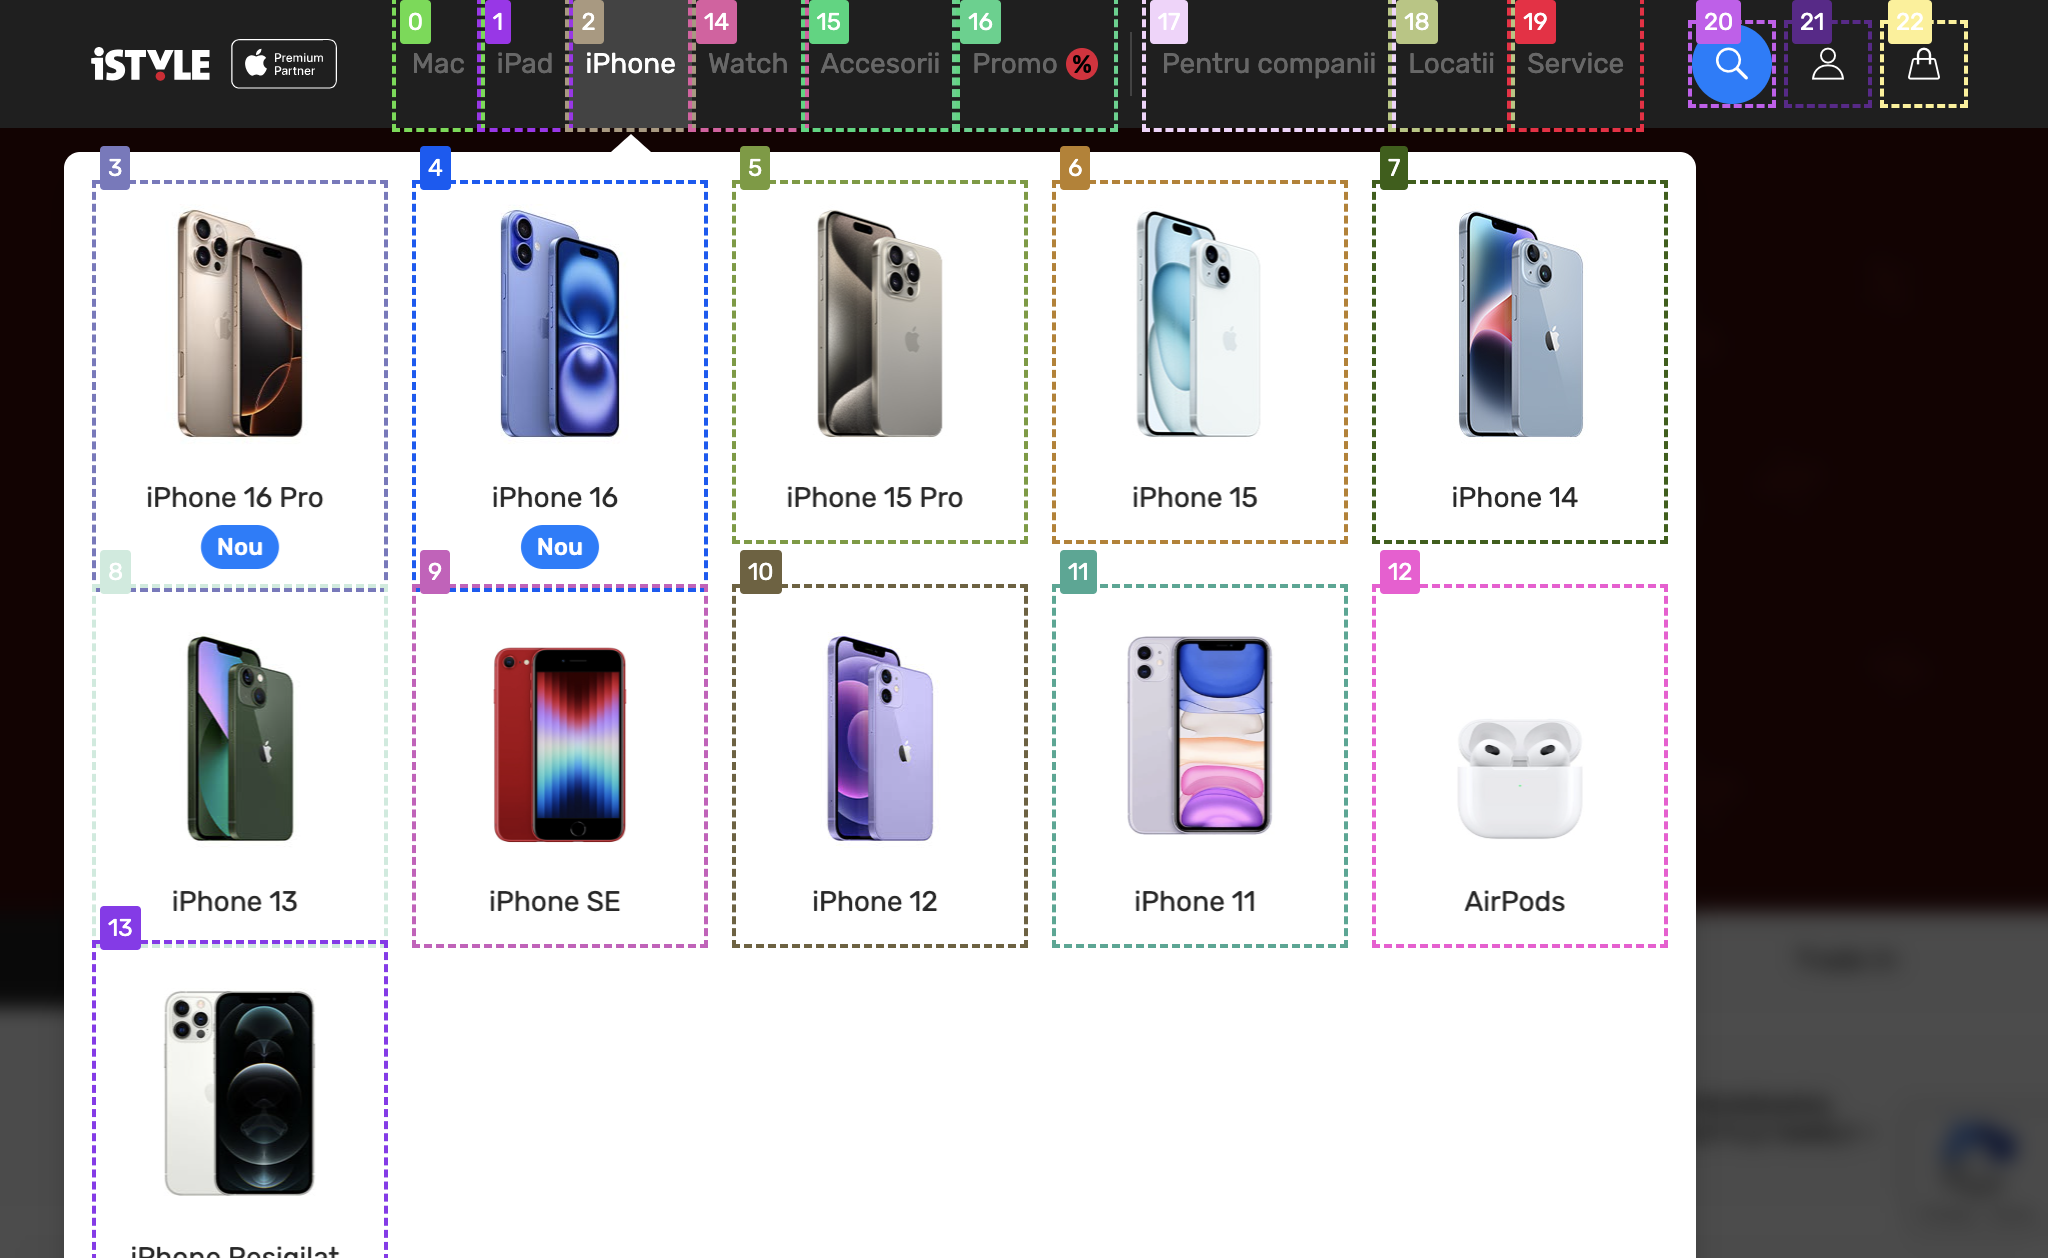 iSTYLE
Premium
Partner
0
Mac
1
iPad
2
iPhone
14
Watch
15
Accesorii
16
Promo %
17
Pentru companii
18
Locatii
19
Service
20
21
22
3
iPhone 16 Pro
Nou
4
iPhone 16
Nou
5
iPhone 15 Pro
6
iPhone 15
7
iPhone 14
8
iPhone 13
9
iPhone SE
10
iPhone 12
11
iPhone 11
12
AirPods
13
iPhone Resigilat